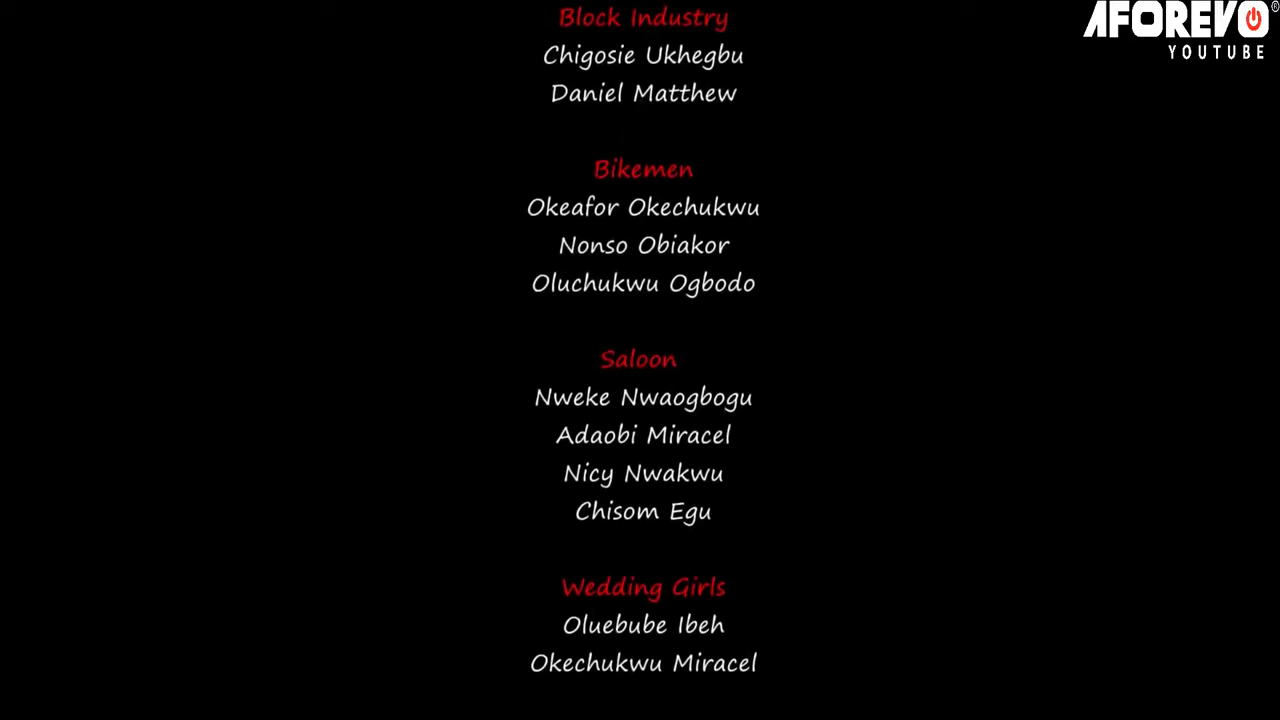 Block Industry
Chigosie Ukhegbu
Daniel Matthew
Bikemen
Okeafor Okechukwu
Nonso Obiakor
Oluchukwu Ogbodo
Saloon
Nweke Nwaogbogu
Adaobi Miracel
Nicy Nwakwu
Chisom Egu
Wedding Girls
Oluebube Ibeh
Okechukwu Miracel
AFOREVO®
YOUTUBE